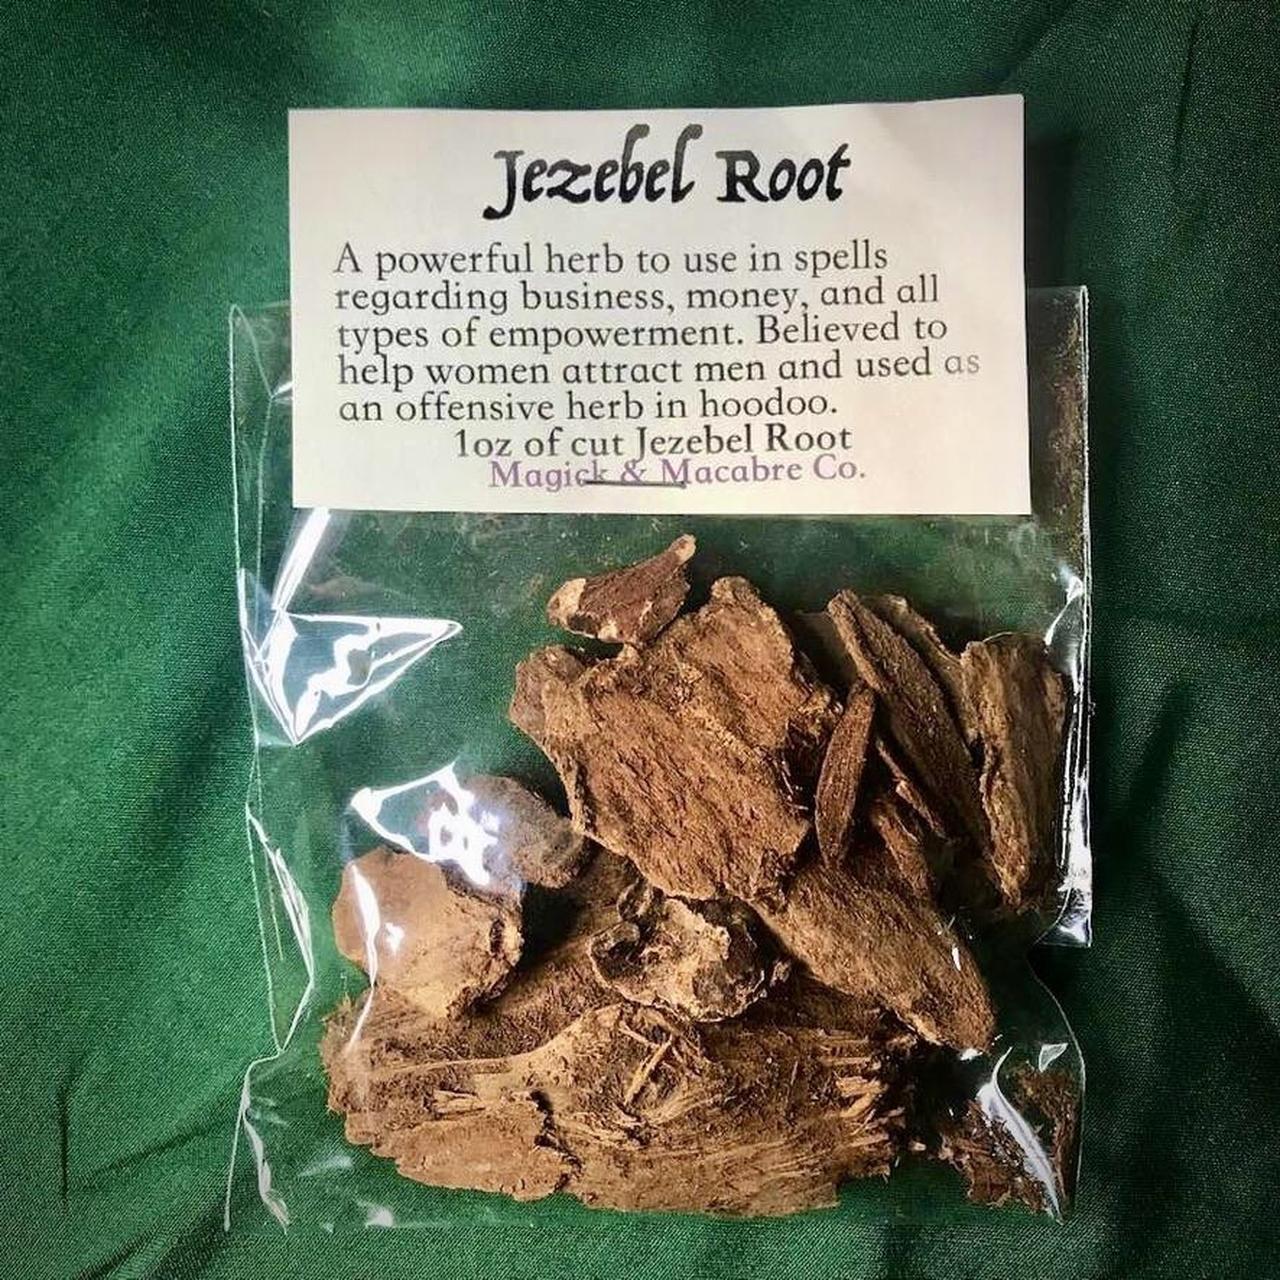 Jezebel Root
A powerful herb to use in spells
regarding business, money, and all
types of empowerment. Believed to
help women attract men and used as
an offensive herb in hoodoo.
1oz of cut Jezebel Root
Magick & Macabre Co.